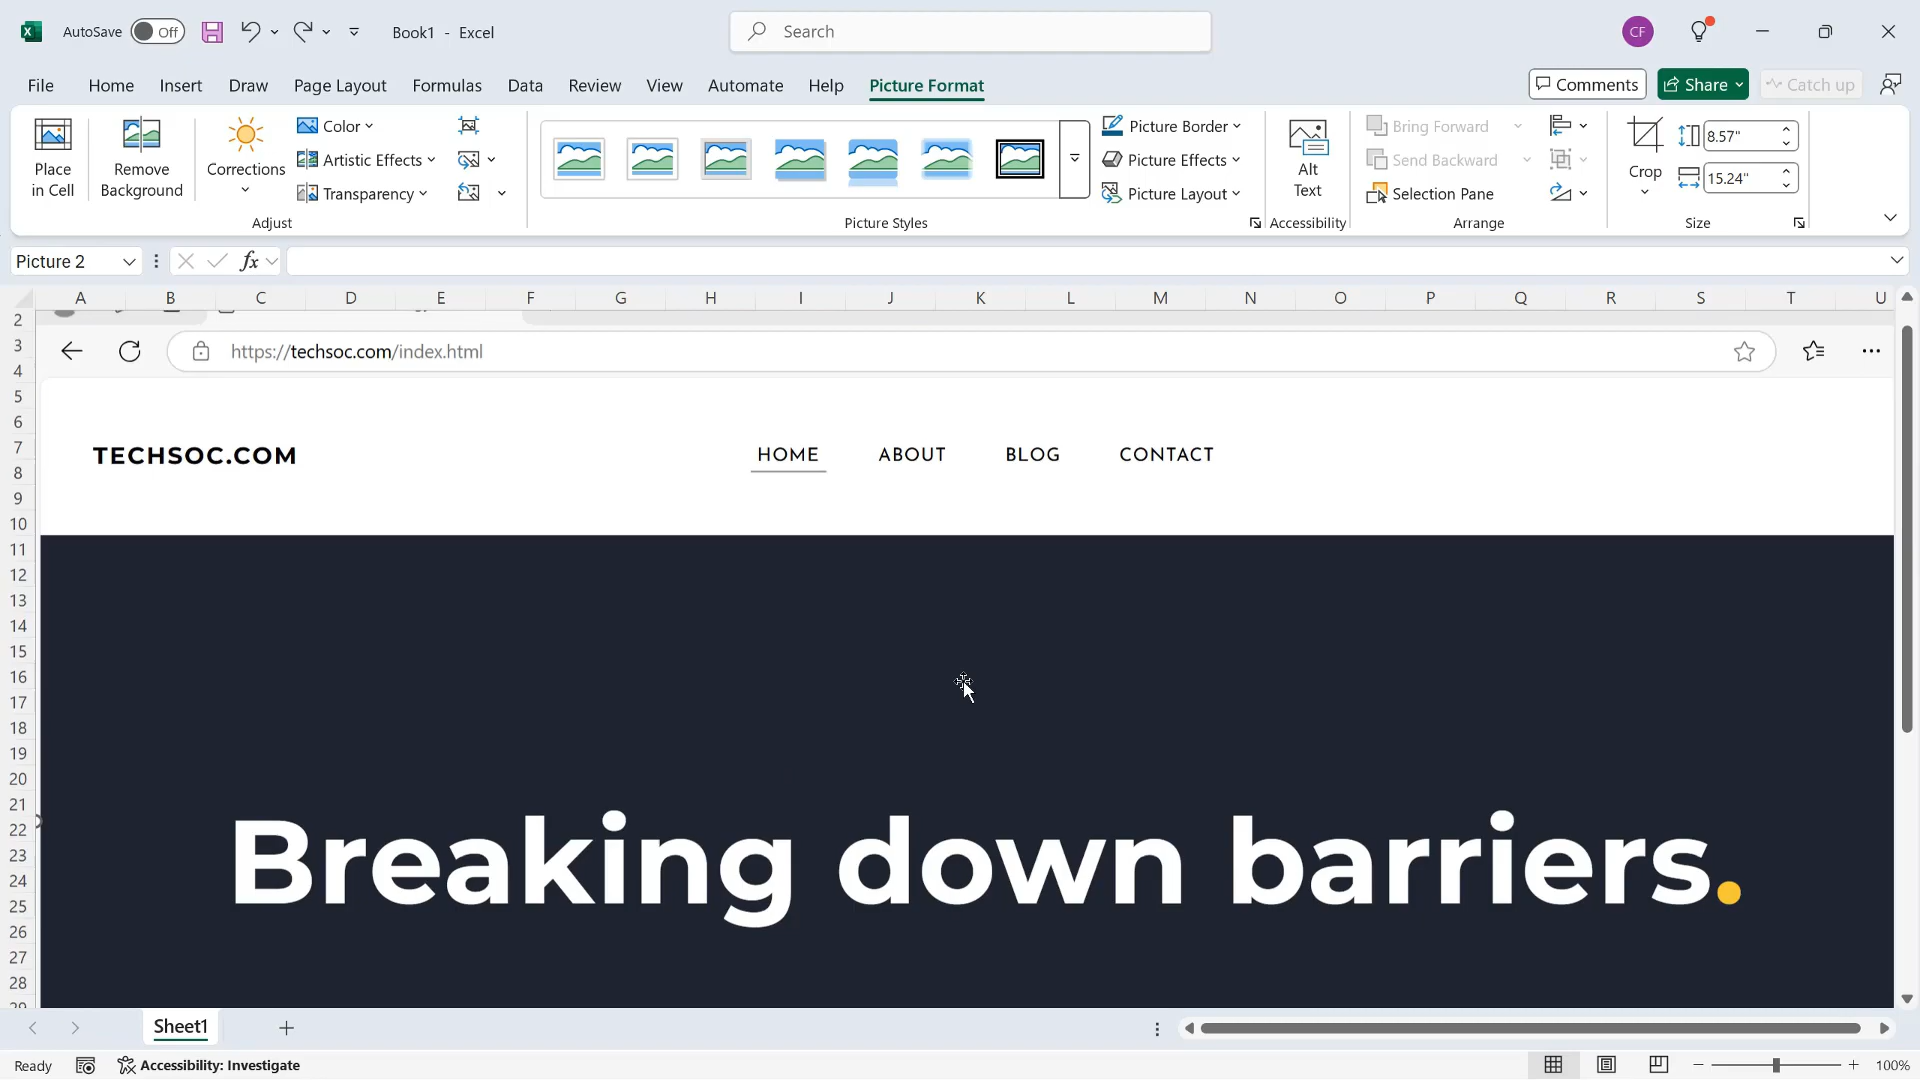 AutoSave Off Book1 - Excel Search CF
File Home Insert Draw Page Layout Formulas Data Review View Automate Help Picture Format Comments Share Catch up
Place in Cell
Remove Background
Corrections
Color
Artistic Effects
Transparency
Adjust
Picture Border
Picture Effects
Picture Layout
Picture Styles
Alt Text
Accessibility
Bring Forward
Send Backward
Selection Pane
Arrange
Crop
8.57"
15.24"
Size
Picture 2 fx
A B C D E F G H I J K L M N O P Q R S T U
2
3
4
5
6
7
8
9
10
11
12
13
14
15
16
17
18
19
20
21
22
23
24
25
26
27
28
29
https://techsoc.com/index.html
TECHSOC.COM HOME ABOUT BLOG CONTACT
Breaking down barriers.
Sheet1
Ready Accessibility: Investigate 100%